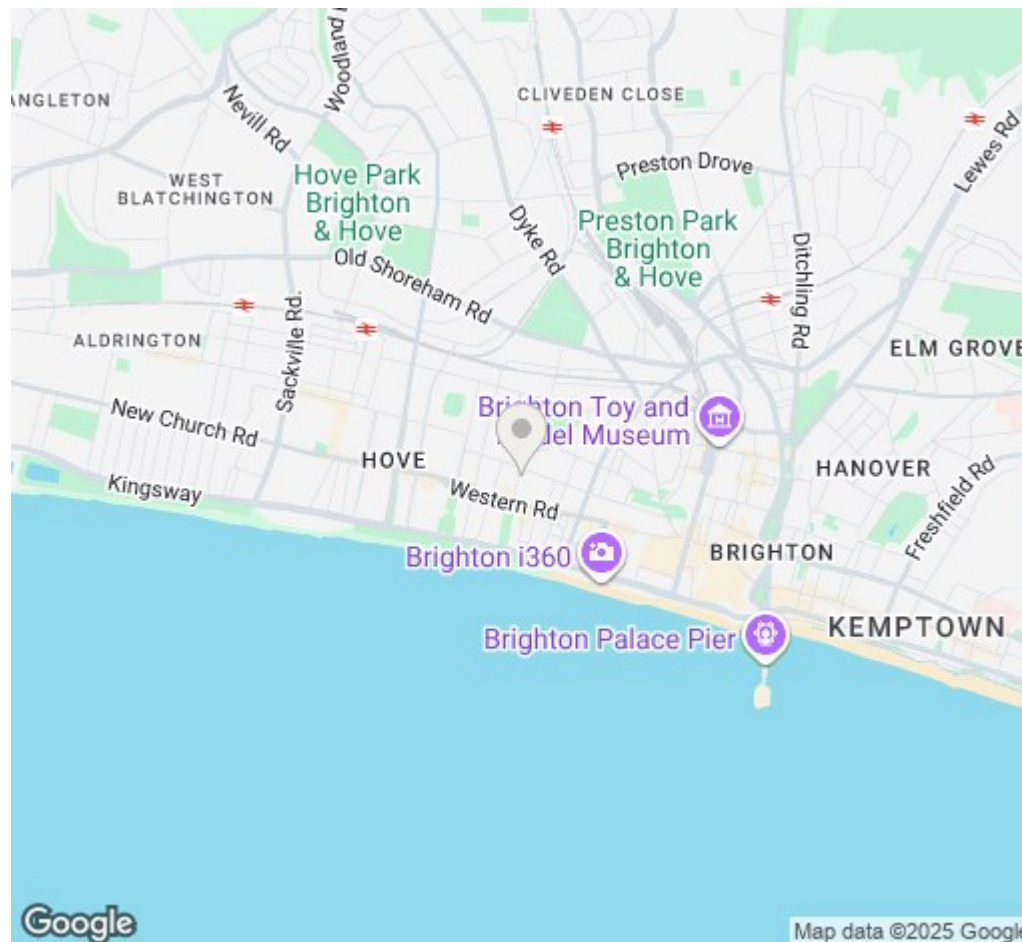 Woodland
CLIVEDEN CLOSE
ANGLETON
Nevill Rd
Lewes Rd
Preston Drove
WEST
BLATCHINGTON
Hove Park
Brighton
& Hove
Dyke Rd
Preston Park
Brighton
& Hove
Ditchling Rd
Old Shoreham Rd
Sackville Rd.
ALDRINGTON
ELM GROVE
New Church Rd
Brighton Toy and
del Museum
HOVE
HANOVER
Kingsway
Western Rd
Freshfield Rd
Brighton i360
BRIGHTON
Brighton Palace Pier
KEMPTOWN
Google
Map data ©2025 Google